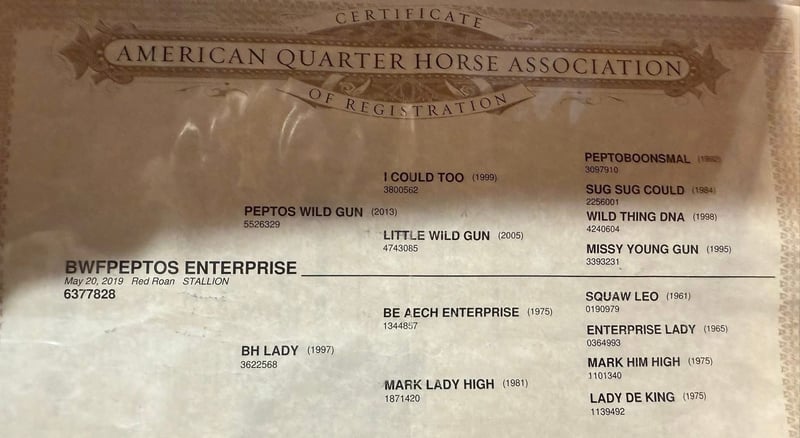 CERTIFICATE
AMERICAN QUARTER HORSE ASSOCIATION
OF REGISTRATION
PEPTOBOONSMAL (1992)
3097910
I COULD TOO (1999)
3800562
SUG SUG COULD (1984)
2256001
PEPTOS WILD GUN (2013)
5526329
WILD THING DNA (1998)
4240604
LITTLE WILD GUN (2005)
4743085
MISSY YOUNG GUN (1995)
3393231
BWFPEPTOS ENTERPRISE
May 20, 2019 Red Roan STALLION
6377828
SQUAW LEO (1961)
0190979
BE AECH ENTERPRISE (1975)
1344857
ENTERPRISE LADY (1965)
0364993
BH LADY (1997)
3622568
MARK HIM HIGH (1975)
1101340
MARK LADY HIGH (1981)
1871420
LADY DE KING (1975)
1139492